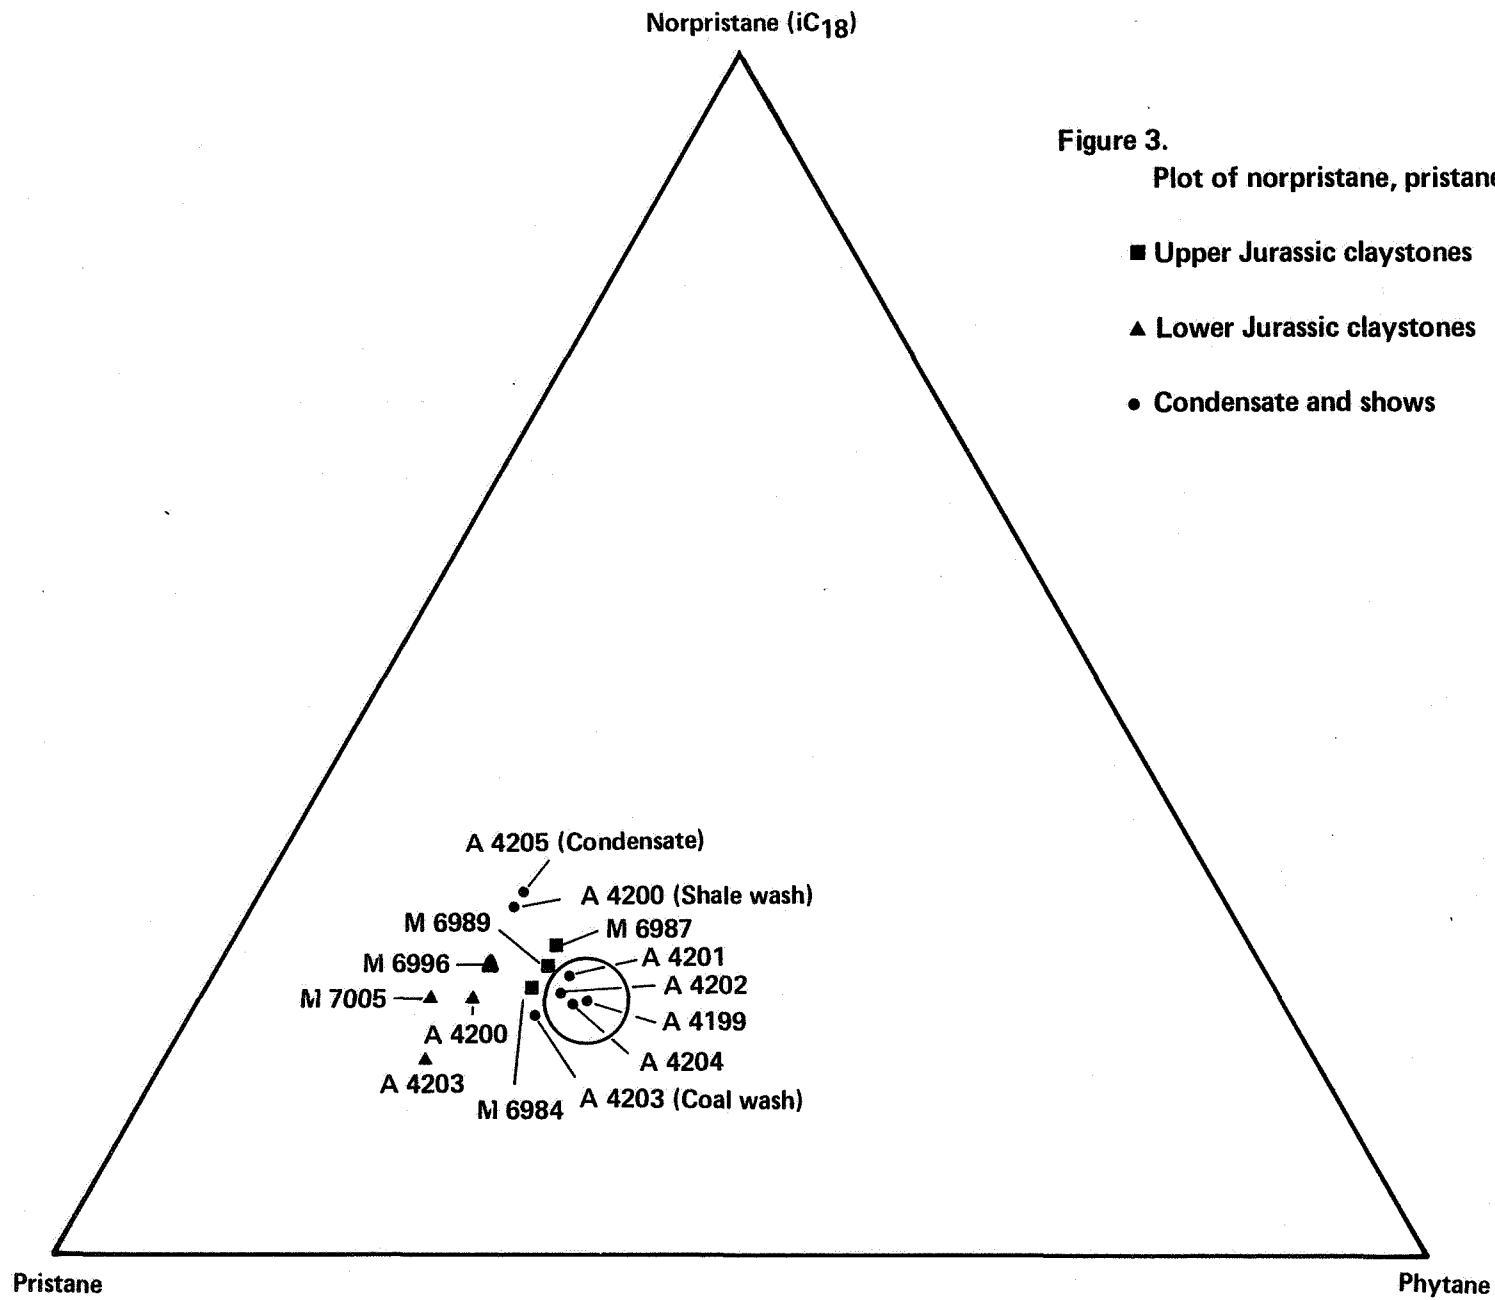 Norpristane (iC18)
Figure 3.
Plot of norpristane, pristane
Upper Jurassic claystones
Lower Jurassic claystones
Condensate and shows
A 4205 (Condensate)
A 4200 (Shale wash)
M 6989
M 6987
M 6996
A 4201
A 4202
M 7005
A 4199
A 4200
A 4204
A 4203
A 4203 (Coal wash)
M 6984
Pristane
Phytane